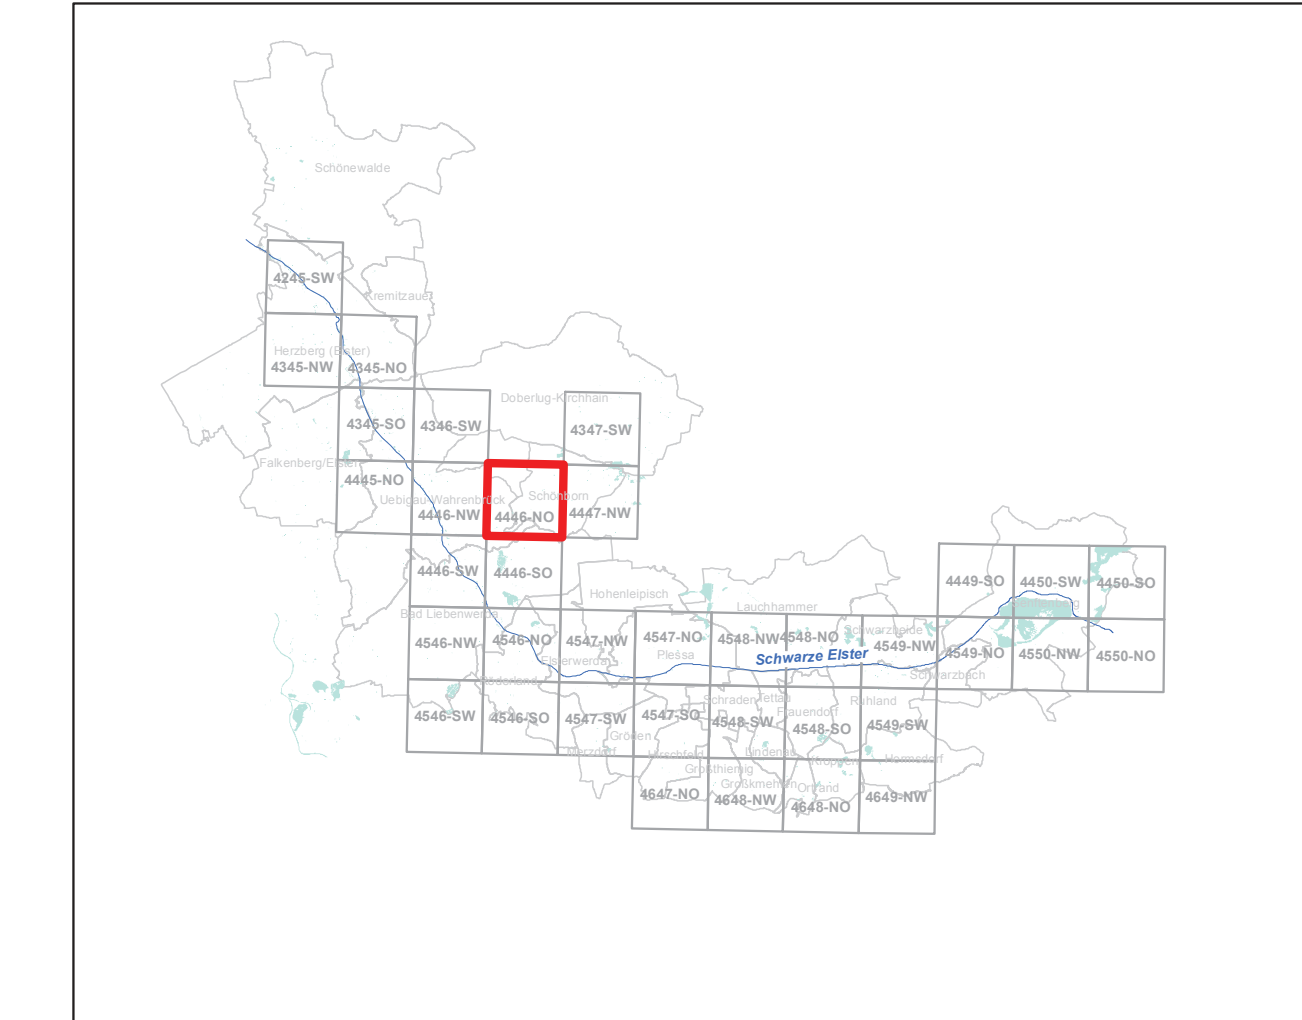 Schönewalde
4245-SW
Kremitzaue
Herzberg (Elster)
4345-NW
4345-NO
Doberlug-Kirchhain
4345-SO
4346-SW
4347-SW
Falkenberg/Elster
4445-NO
Uebigau-Wahrenbrück
Schönborn
4446-NW
4446-NO
4447-NW
4446-SW
4446-SO
4449-SO
4450-SW
4450-SO
Hohenleipisch
Lauchhammer
Senftenberg
Bad Liebenwerda
Schwarzheide
4546-NW
4546-NO
4547-NW
4547-NO
4548-NW
4548-NO
4549-NW
4549-NO
4550-NW
4550-NO
Elsterwerda
Plessa
Schwarze Elster
Röderland
Schwarzbach
4546-SW
4546-SO
4547-SW
4547-SO
4548-SW
4548-SO
4549-SW
Schraden
Tettau
Frauendorf
Ruhland
Gröden
Merzdorf
Hirschfeld
Lindenau
Kroppen
Hermsdorf
Großthiemig
Großkmehlen
Ortrand
4647-NO
4648-NW
4648-NO
4649-NW